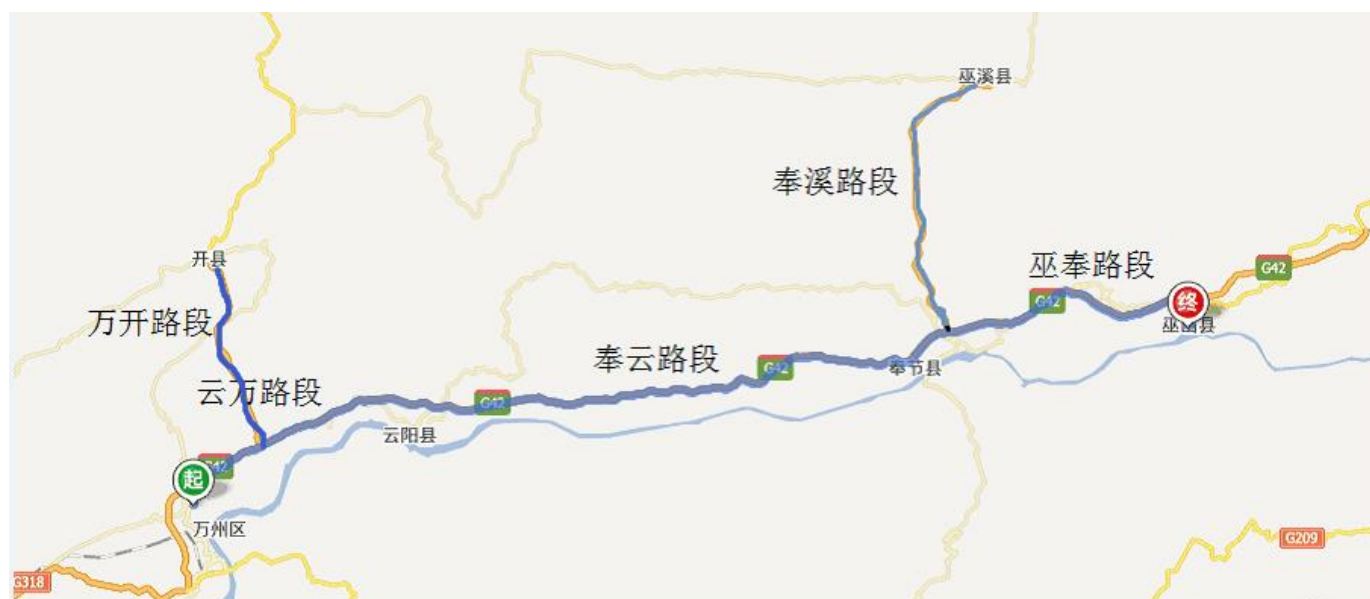 巫溪县
奉溪路段
开县
巫奉路段
G42
G42
终
万开路段
巫山县
奉云路段
G42
奉节县
云万路段
G42
云阳县
G42
起
万州区
G209
G318